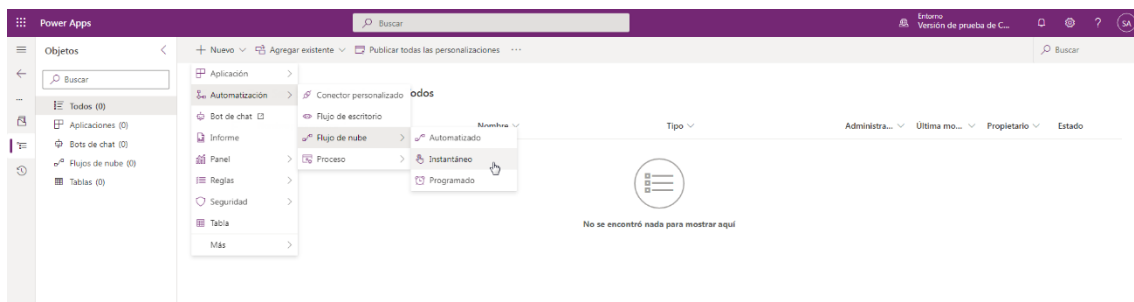 Power Apps
Buscar
Entorno
Versión de prueba de C...
?
SA
Objetos
Nuevo
Agregar existente
Publicar todas las personalizaciones
...
Buscar
Buscar
Todos (0)
Aplicaciones (0)
Bots de chat (0)
Flujos de nube (0)
Tablas (0)
Aplicación
Automatización
Bot de chat
Informe
Panel
Reglas
Seguridad
Tabla
Más
Conector personalizado
Flujo de escritorio
Flujo de nube
Proceso
Automatizado
Instantáneo
Programado
odos
Nombre
Tipo
Administra...
Última mo...
Propietario
Estado
No se encontró nada para mostrar aquí